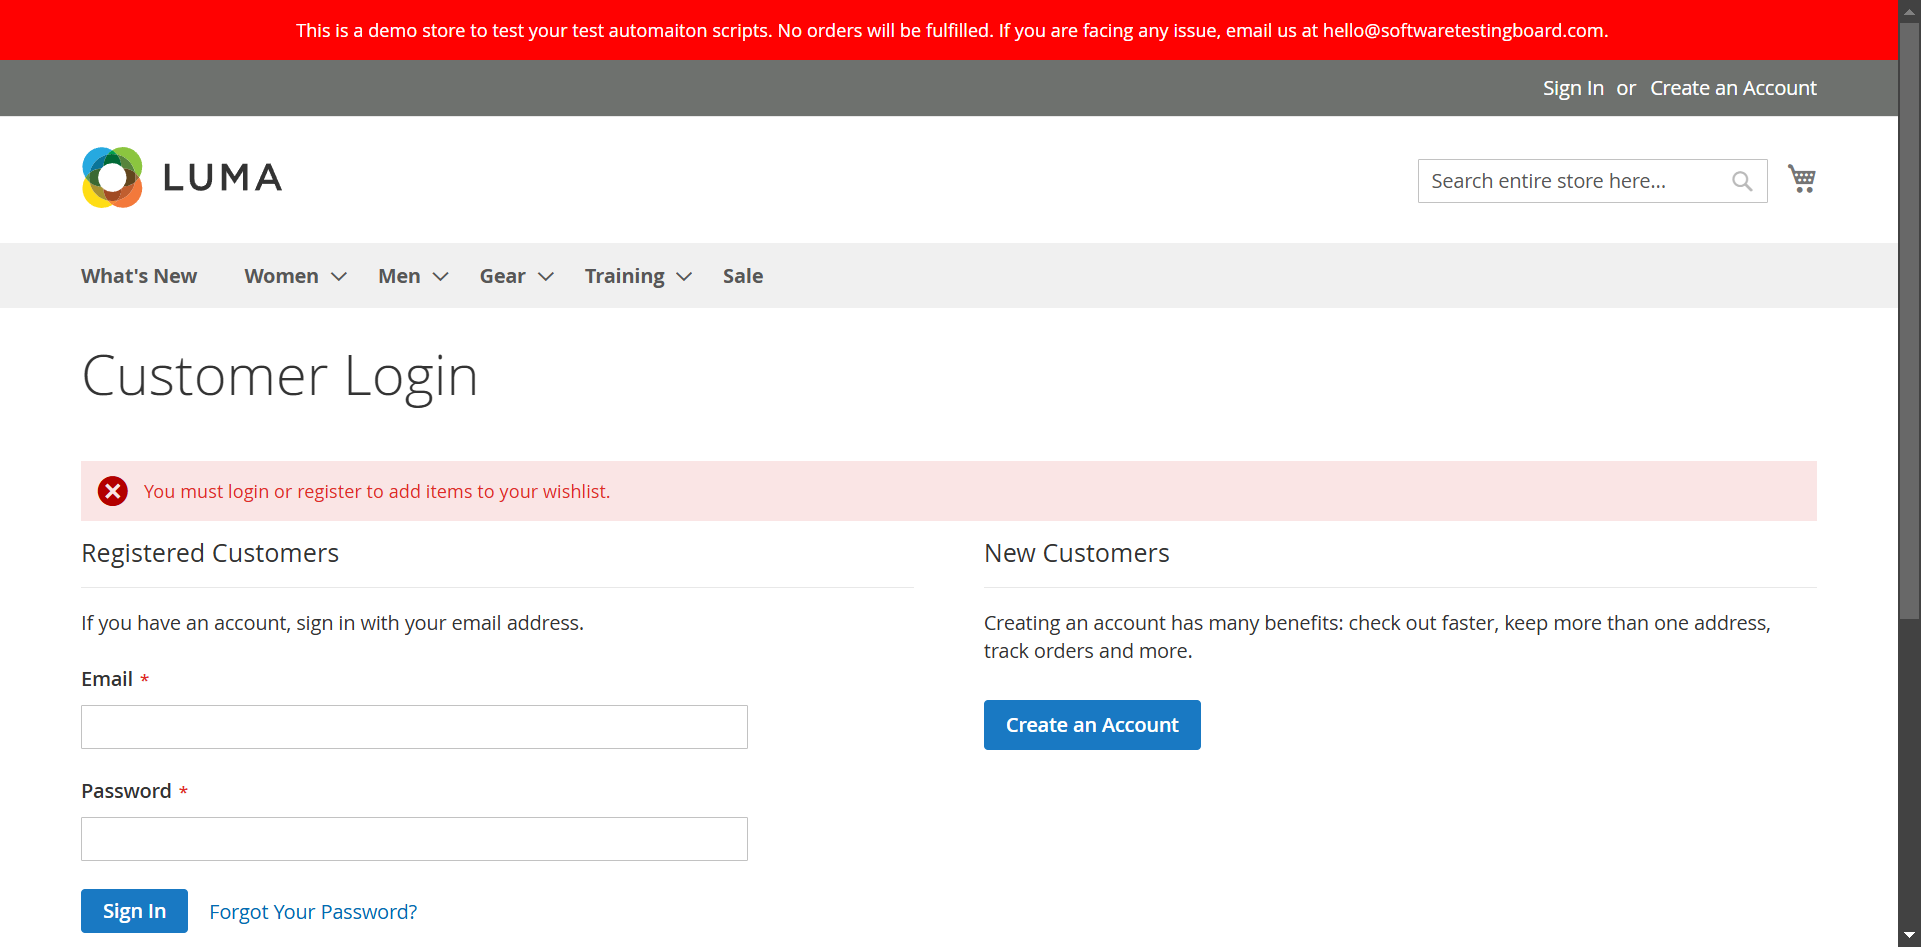 This is a demo store to test your test automaiton scripts. No orders will be fulfilled. If you are facing any issue, email us at hello@softwaretestingboard.com.
Sign In or Create an Account
LUMA
Search entire store here...
What's New Women Men Gear Training Sale
Customer Login
You must login or register to add items to your wishlist.
Registered Customers
If you have an account, sign in with your email address.
Email *
Password *
Sign In Forgot Your Password?
New Customers
Creating an account has many benefits: check out faster, keep more than one address,
track orders and more.
Create an Account